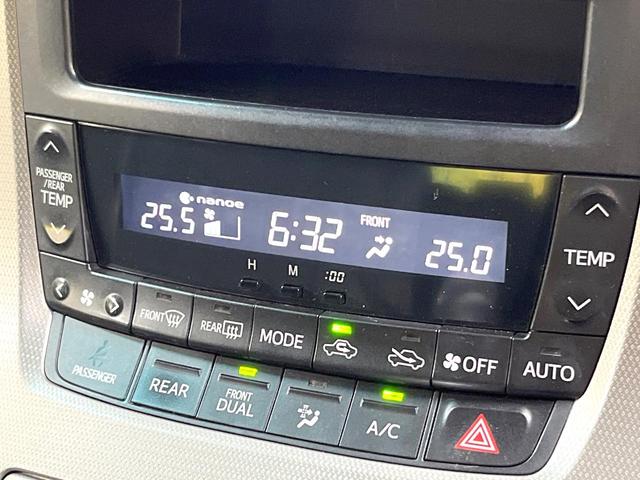 PASSENGER
/REAR
TEMP
nanoe
25.5
6:32
FRONT
25.0
TEMP
H M :00
FRONT
REAR
MODE
OFF
AUTO
PASSENGER
REAR
FRONT
DUAL
A/C